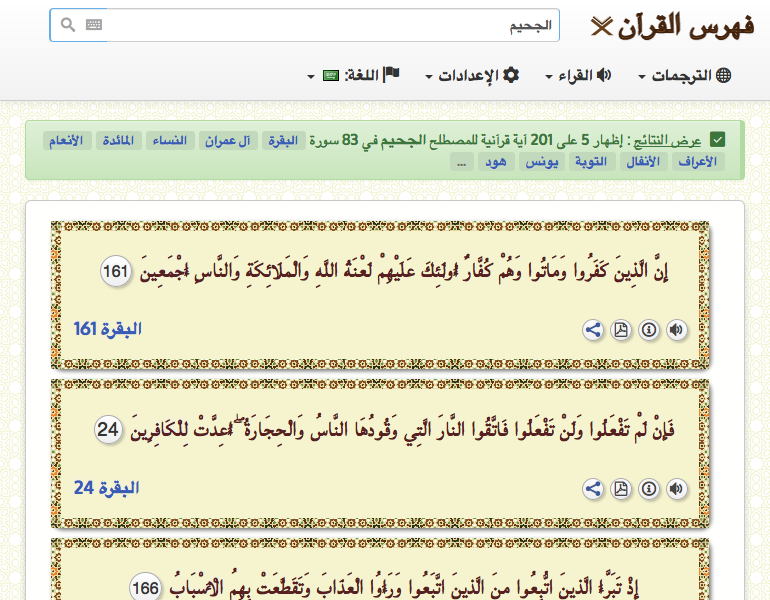 فهرس القرآن
الجحيم
الترجمات القراء الإعدادات اللغة:
عرض النتائج : إظهار 5 على 201 آية قرآنية للمصطلح الجحيم في 83 سورة البقرة آل عمران النساء المائدة الأنعام
الأعراف الأنفال التوبة يونس هود ...
إِنَّ الَّذِينَ كَفَرُوا وَمَاتُوا وَهُمْ كُفَّارٌ أُولَئِكَ عَلَيْهِمْ لَعْنَةُ اللَّهِ وَالْمَلَائِكَةِ وَالنَّاسِ أَجْمَعِينَ 161
البقرة 161
فَإِنْ لَمْ تَفْعَلُوا وَلَنْ تَفْعَلُوا فَاتَّقُوا النَّارَ الَّتِي وَقُودُهَا النَّاسُ وَالْحِجَارَةُ ۖ أُعِدَّتْ لِلْكَافِرِينَ 24
البقرة 24
إِذْ تَبَرَّأَ الَّذِينَ اتُّبِعُوا مِنَ الَّذِينَ اتَّبَعُوا وَرَأَوُا الْعَذَابَ وَتَقَطَّعَتْ بِهِمُ الْأَسْبَابُ 166